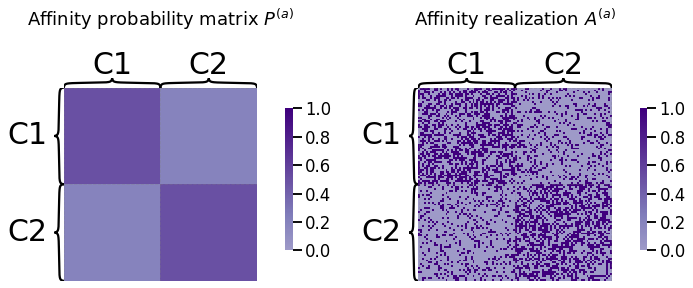 Affinity probability matrix P^(a)
C1 C2
C1
C2
1.0
0.8
0.6
0.4
0.2
0.0
Affinity realization A^(a)
C1 C2
C1
C2
1.0
0.8
0.6
0.4
0.2
0.0